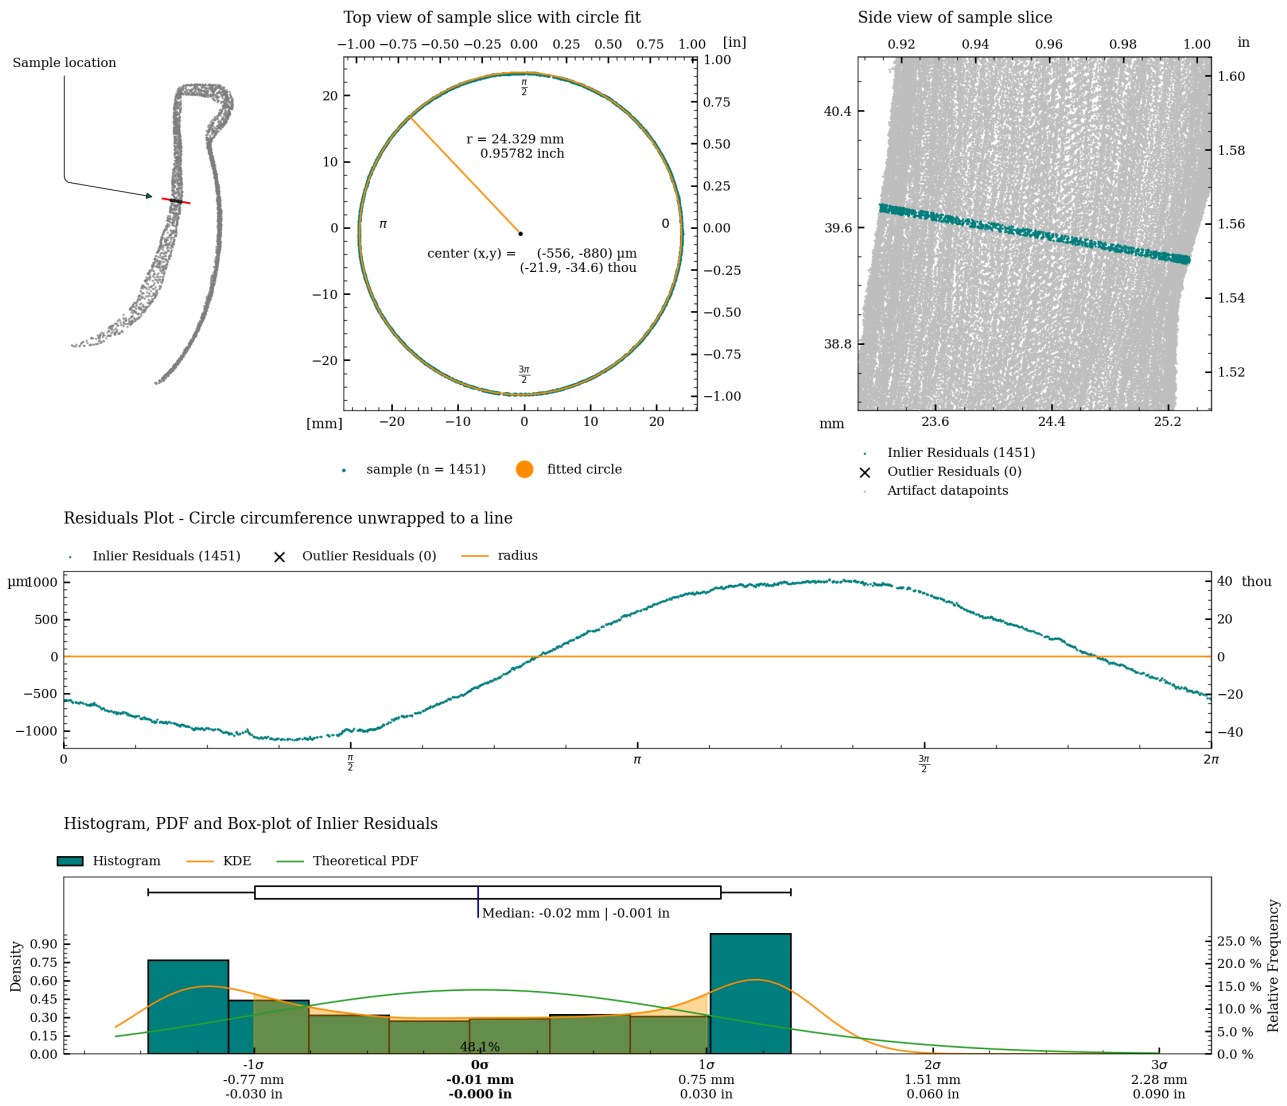 Top view of sample slice with circle fit
Side view of sample slice
Sample location
−1.00 −0.75 −0.50 −0.25 0.00 0.25 0.50 0.75 1.00 [in]
0.92 0.94 0.96 0.98 1.00 in
20
10
0
−10
−20
1.00
0.75
0.50
0.25
0.00
−0.25
−0.50
−0.75
−1.00
π/2
r = 24.329 mm
0.95782 inch
π
0
center (x,y) = (-556, -880) µm
(-21.9, -34.6) thou
3π/2
[mm] −20 −10 0 10 20
40.4
39.6
38.8
1.60
1.58
1.56
1.54
1.52
mm 23.6 24.4 25.2
sample (n = 1451)
fitted circle
Inlier Residuals (1451)
Outlier Residuals (0)
Artifact datapoints
Residuals Plot - Circle circumference unwrapped to a line
Inlier Residuals (1451) Outlier Residuals (0) radius
µm
1000
500
0
−500
−1000
40 thou
20
0
−20
−40
0 π/2 π 3π/2 2π
Histogram, PDF and Box-plot of Inlier Residuals
Histogram KDE Theoretical PDF
Median: -0.02 mm | -0.001 in
Density
0.90
0.75
0.60
0.45
0.30
0.15
0.00
25.0 %
20.0 %
15.0 %
10.0 %
5.0 %
0.0 %
Relative Frequency
48.1%
-1σ 0σ 1σ 2σ 3σ
-0.77 mm -0.01 mm 0.75 mm 1.51 mm 2.28 mm
-0.030 in -0.000 in 0.030 in 0.060 in 0.090 in